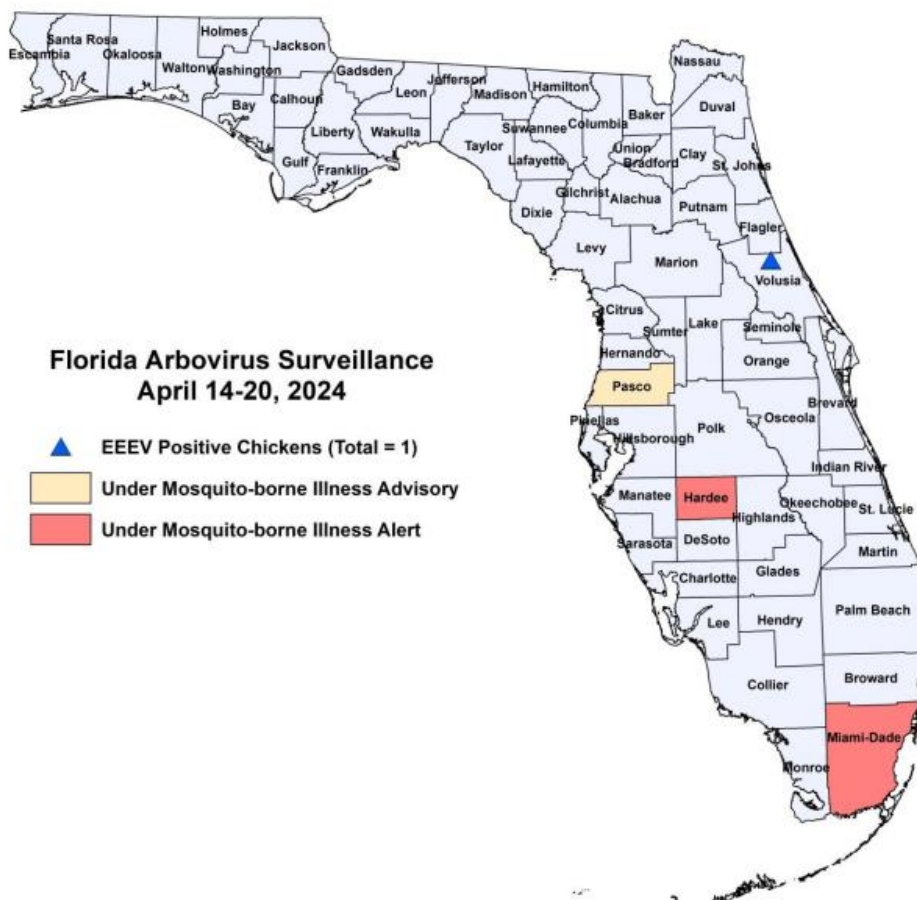 Holmes
Jackson
Santa Rosa
Escambia
Okaloosa
Walton
Washington
Gadsden
Jefferson
Hamilton
Nassau
Bay
Calhoun
Leon
Madison
Baker
Duval
Liberty
Wakulla
Suwannee
Columbia
Taylor
Union
Bradford
Clay
St. Johns
Gulf
Franklin
Lafayette
Gilchrist
Alachua
Putnam
Dixie
Flagler
Levy
Marion
Volusia
Citrus
Sumter
Lake
Seminole
Hernando
Orange
Florida Arbovirus Surveillance
April 14-20, 2024
Pasco
Brevard
Pinellas
Hillsborough
Polk
Osceola
EEEV Positive Chickens (Total = 1)
Indian River
Under Mosquito-borne Illness Advisory
Manatee
Hardee
Highlands
Okeechobee
St. Lucie
Under Mosquito-borne Illness Alert
Sarasota
DeSoto
Martin
Charlotte
Glades
Palm Beach
Lee
Hendry
Collier
Broward
Miami-Dade
Monroe